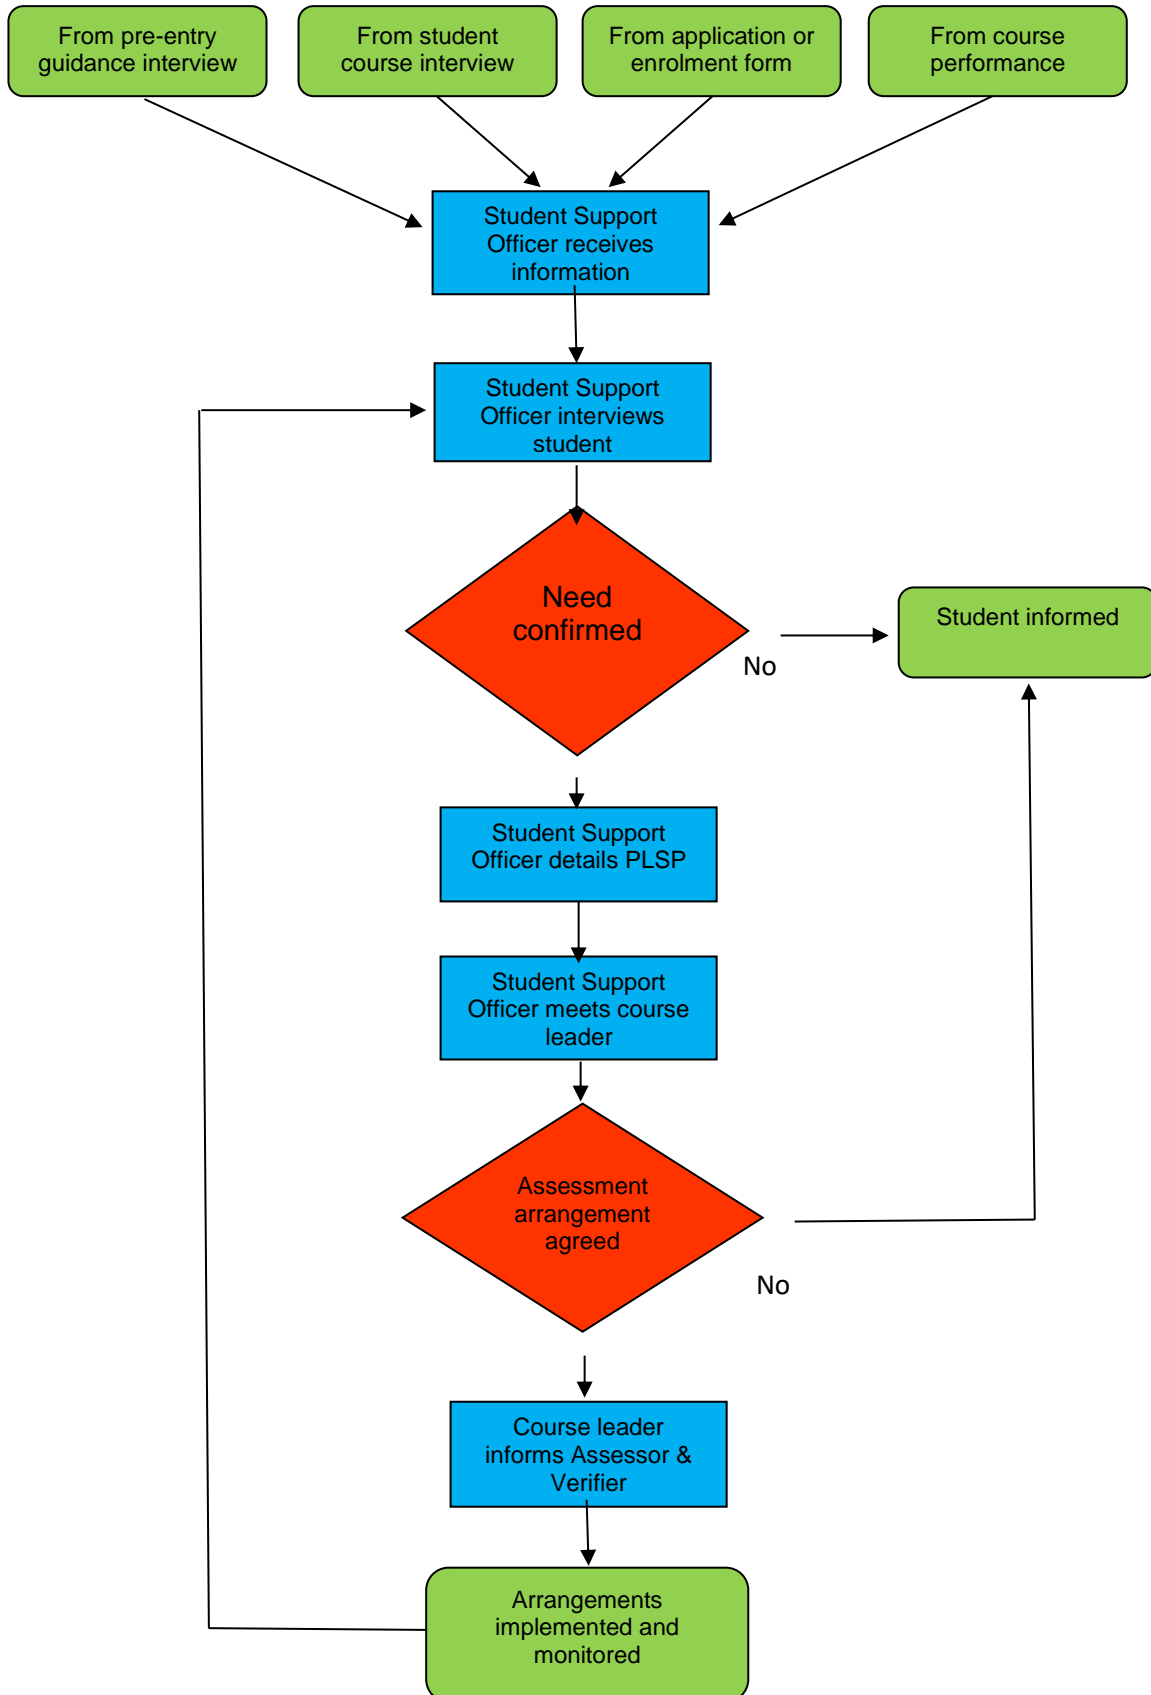 From pre-entry
guidance interview
From student
course interview
From application or
enrolment form
From course
performance
Student Support
Officer receives
information
Student Support
Officer interviews
student
Need
confirmed
No
Student informed
Student Support
Officer details PLSP
Student Support
Officer meets course
leader
Assessment
arrangement
agreed
No
Course leader
informs Assessor &
Verifier
Arrangements
implemented and
monitored